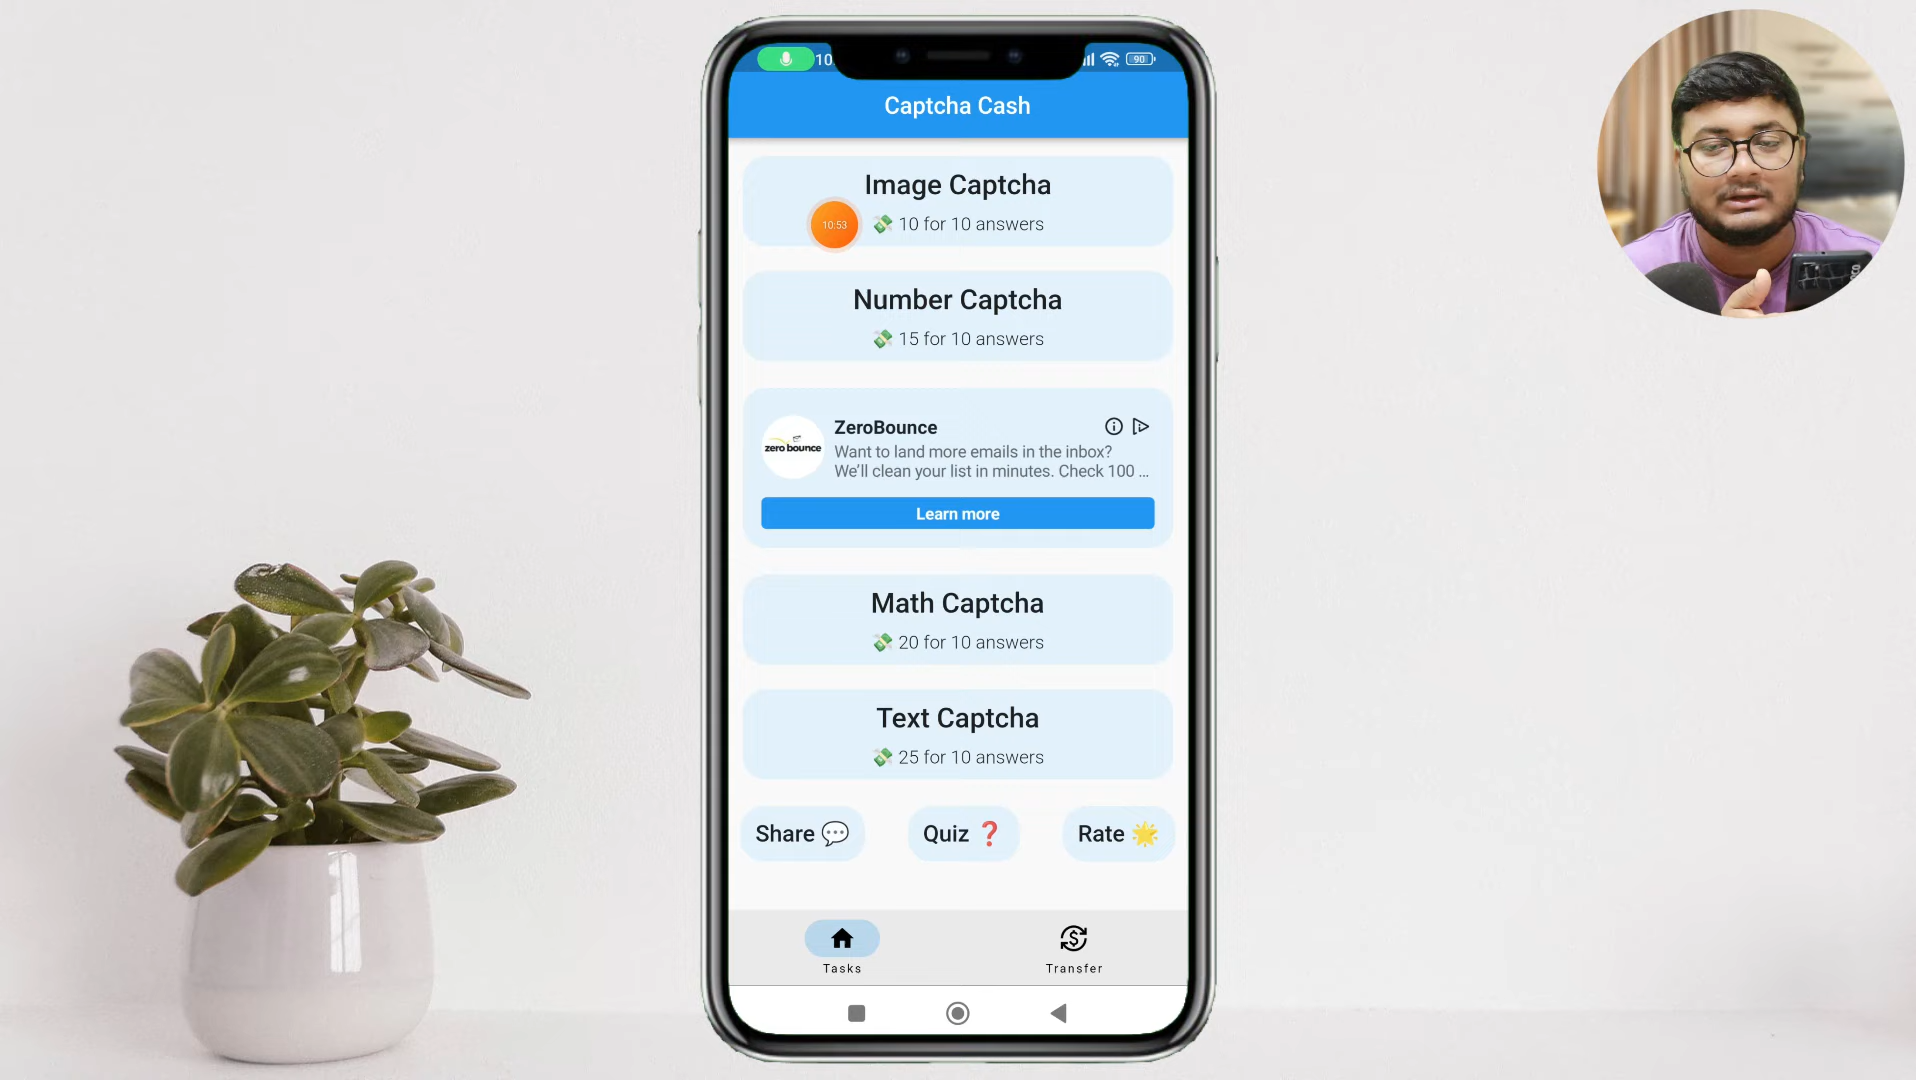 10
90
Captcha Cash
Image Captcha
10:53
💸 10 for 10 answers
Number Captcha
💸 15 for 10 answers
ZeroBounce
zero bounce
Want to land more emails in the inbox?
We'll clean your list in minutes. Check 100 ...
Learn more
Math Captcha
💸 20 for 10 answers
Text Captcha
💸 25 for 10 answers
Share 💬
Quiz ❓
Rate 🌟
Tasks
Transfer